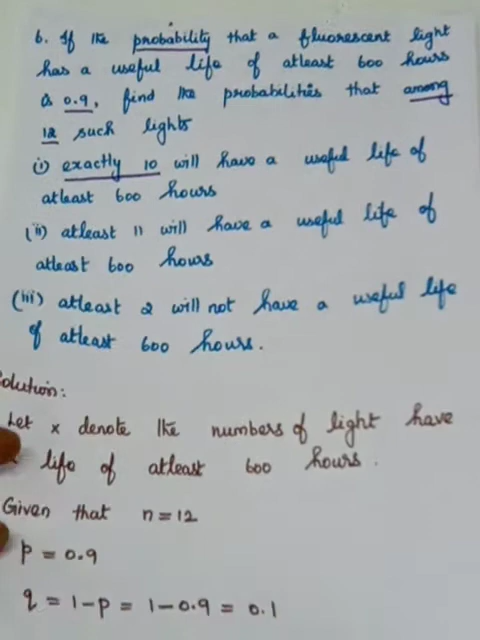 6. If the probability that a fluorescent light
has a useful life of atleast 600 hours
is 0.9, find the probabilities that among
12 such lights
(i) exactly 10 will have a useful life of
atleast 600 hours
(ii) atleast 11 will have a useful life of
atleast 600 hours
(iii) atleast 2 will not have a useful life
of atleast 600 hours.
Solution:
Let x denote the numbers of light have
life of atleast 600 hours.
Given that n = 12
p = 0.9
q = 1-p = 1-0.9 = 0.1